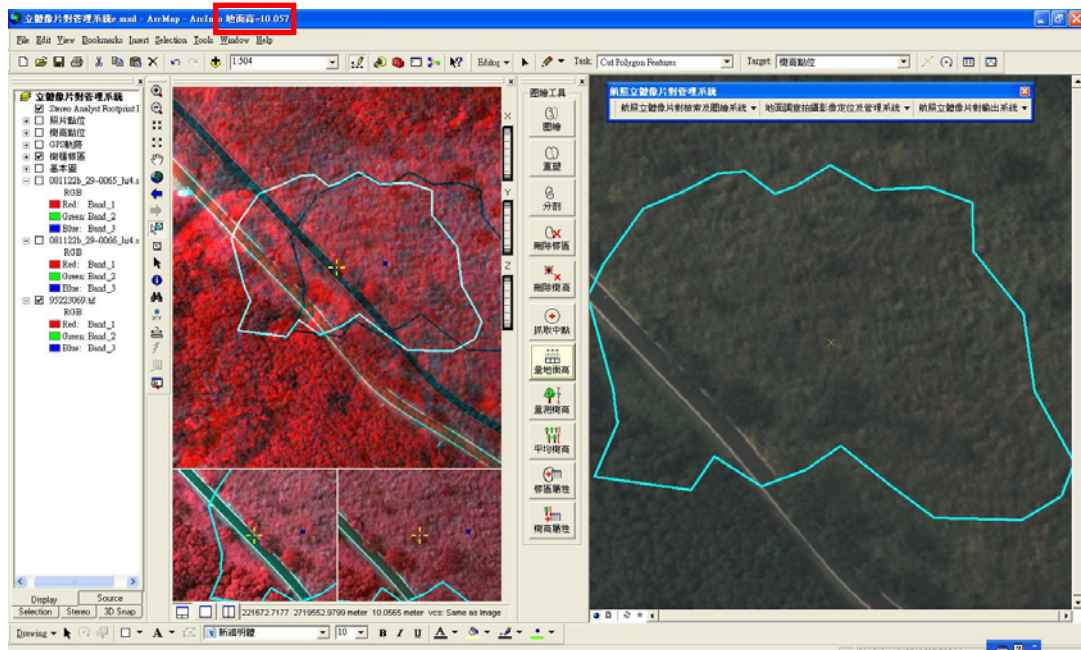 立體像片對管理系統e.mxd - ArcMap - ArcInfo 地面高=10.057
File Edit View Bookmarks Insert Selection Tools Window Help
1:504
Editor
Task: Cut Polygon Features
Target: 樹高點位
立體像片對管理系統
Stereo Analyst Footprint I
照片點位
樹高點位
GPS軌跡
樹種修區
基本圖
081122b_29-0065_hr4.s
RGB
Red: Band_1
Green: Band_2
Blue: Band_3
081122b_29-0066_hr4.s
RGB
Red: Band_1
Green: Band_2
Blue: Band_3
95223069.tif
RGB
Red: Band_1
Green: Band_2
Blue: Band_3
Display Source
Selection Stereo 3D Snap
X
Y
Z
221672.7177 2719552.9799 meter 10.0565 meter vcs: Same as Image
圖繪工具
圖繪
重塑
分割
刪除修區
刪除樹高
抓取中點
量地面高
量測樹高
平均樹高
修區屬性
樹高屬性
航照立體像片對管理系統
航照立體像片對檢索及圖繪系統 地面調查拍攝影像定位及管理系統 航照立體像片對輸出系統
Drawing
A
新細明體
10
B I U A